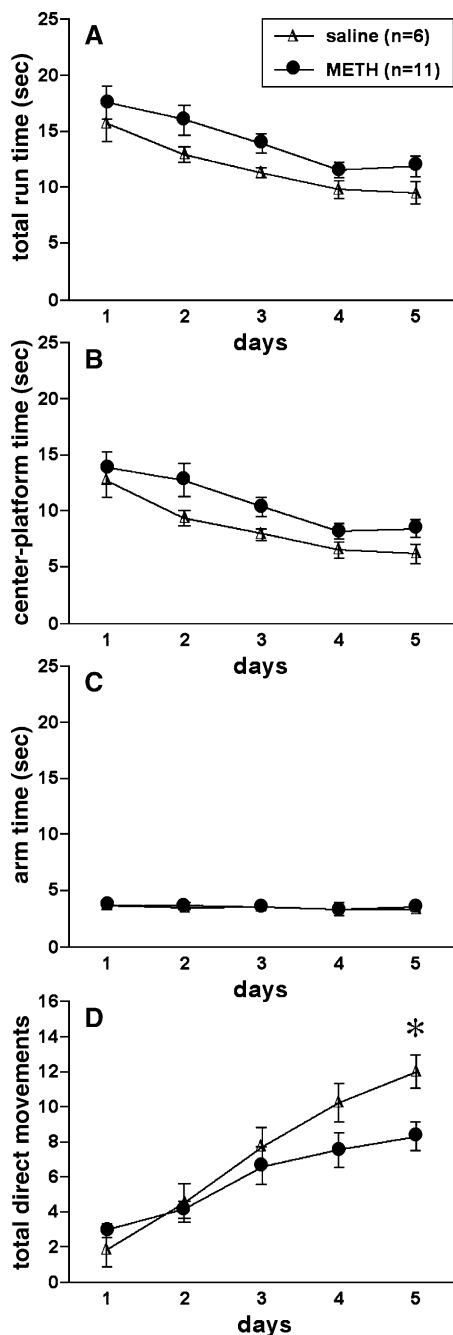 A
saline (n=6)
METH (n=11)
total run time (sec)
25
20
15
10
5
0
1 2 3 4 5
days
B
center-platform time (sec)
25
20
15
10
5
0
1 2 3 4 5
days
C
arm time (sec)
25
20
15
10
5
0
1 2 3 4 5
days
D
total direct movements
16
14
12
10
8
6
4
2
0
*
1 2 3 4 5
days